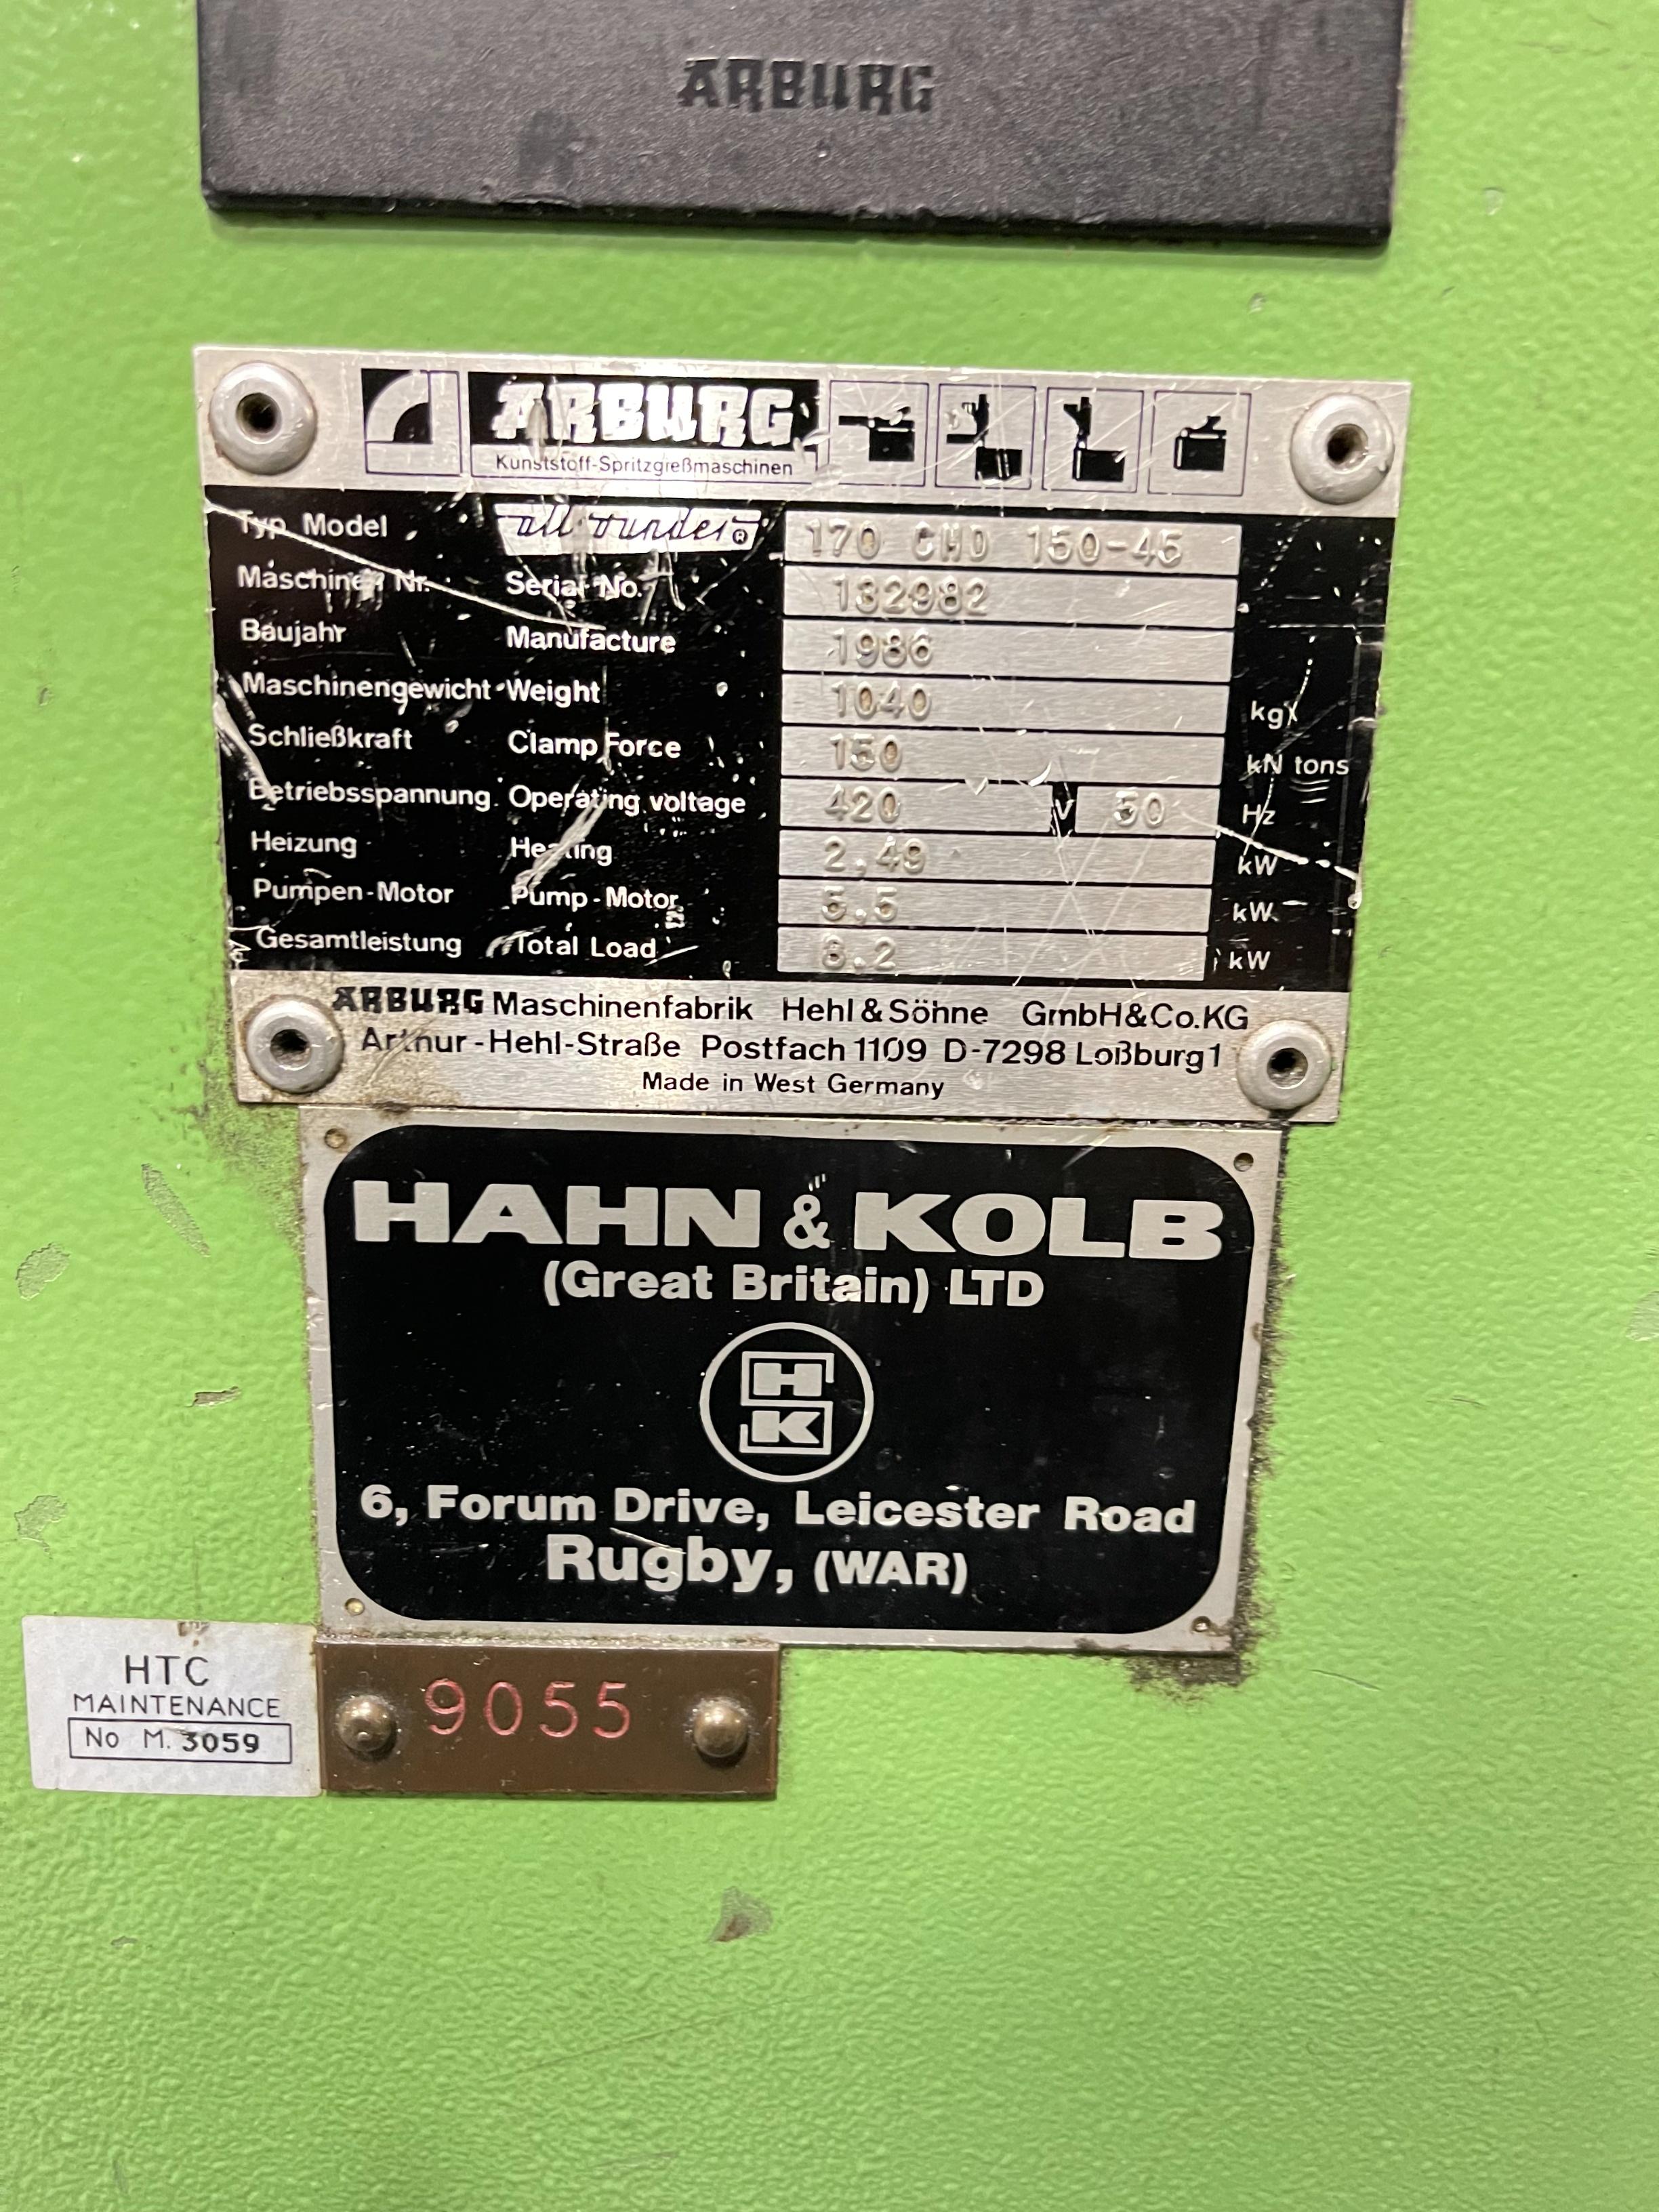 ARBURG
ARBURG
Kunststoff-Spritzgießmaschinen
Typ Model allrounder® 170 CMD 150-45
Maschinen Nr. Serial No. 132982
Baujahr Manufacture 1986
Maschinengewicht Weight 1040 kg
Schließkraft Clamp Force 150 kN tons
Betriebsspannung Operating voltage 420 V 50 Hz
Heizung Heating 2,49 kW
Pumpen-Motor Pump-Motor 5,5 kW
Gesamtleistung Total Load 8.2 kW
ARBURG Maschinenfabrik Hehl & Söhne GmbH & Co. KG
Arthur-Hehl-Straße Postfach 1109 D-7298 Loßburg 1
Made in West Germany
HAHN & KOLB
(Great Britain) LTD
H
K
6, Forum Drive, Leicester Road
Rugby, (WAR)
HTC
MAINTENANCE
No M. 3059
9055